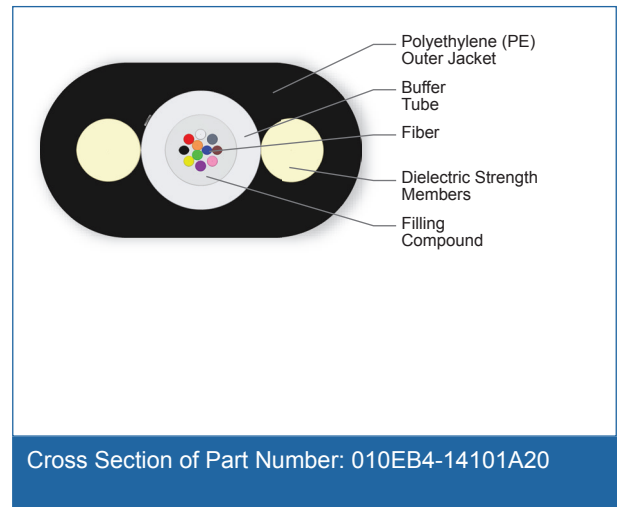 Polyethylene (PE)
Outer Jacket
Buffer
Tube
Fiber
Dielectric Strength
Members
Filling
Compound
Cross Section of Part Number: 010EB4-14101A20